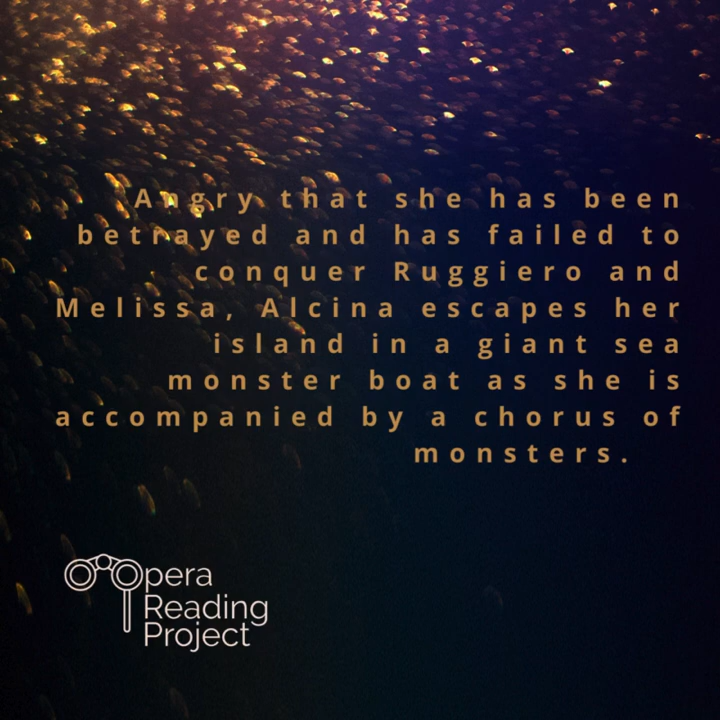 Angry that she has been
betrayed and has failed to
conquer Ruggiero and
Melissa, Alcina escapes her
island in a giant sea
monster boat as she is
accompanied by a chorus of
monsters.
Opera
Reading
Project